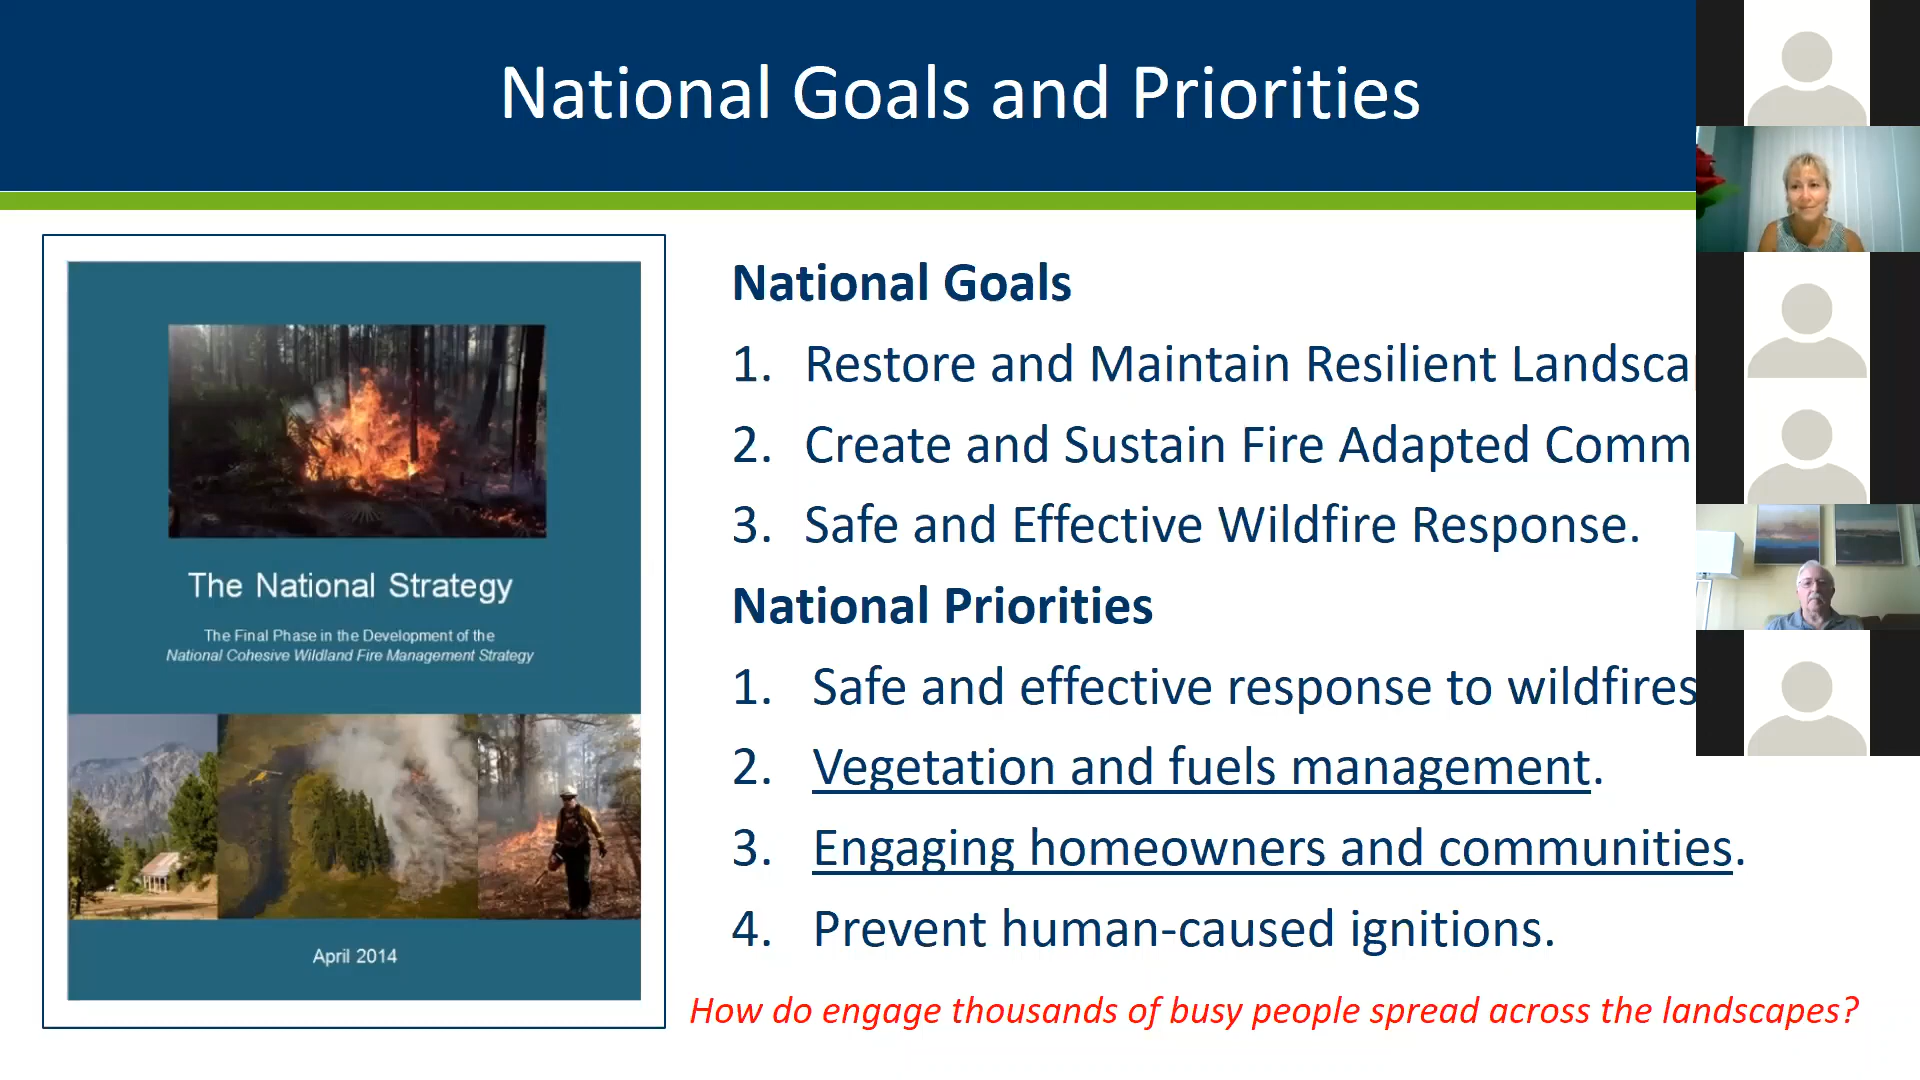 National Goals and Priorities
The National Strategy
The Final Phase in the Development of the
National Cohesive Wildland Fire Management Strategy
April 2014
National Goals
1. Restore and Maintain Resilient
2. Create and Sustain Fire Adapted
3. Safe and Effective Wildfire Response.
National Priorities
1. Safe and effective response to wildfires
2. Vegetation and fuels management.
3. Engaging homeowners and communities.
4. Prevent human-caused ignitions.
How do engage thousands of busy people spread across the landscapes?